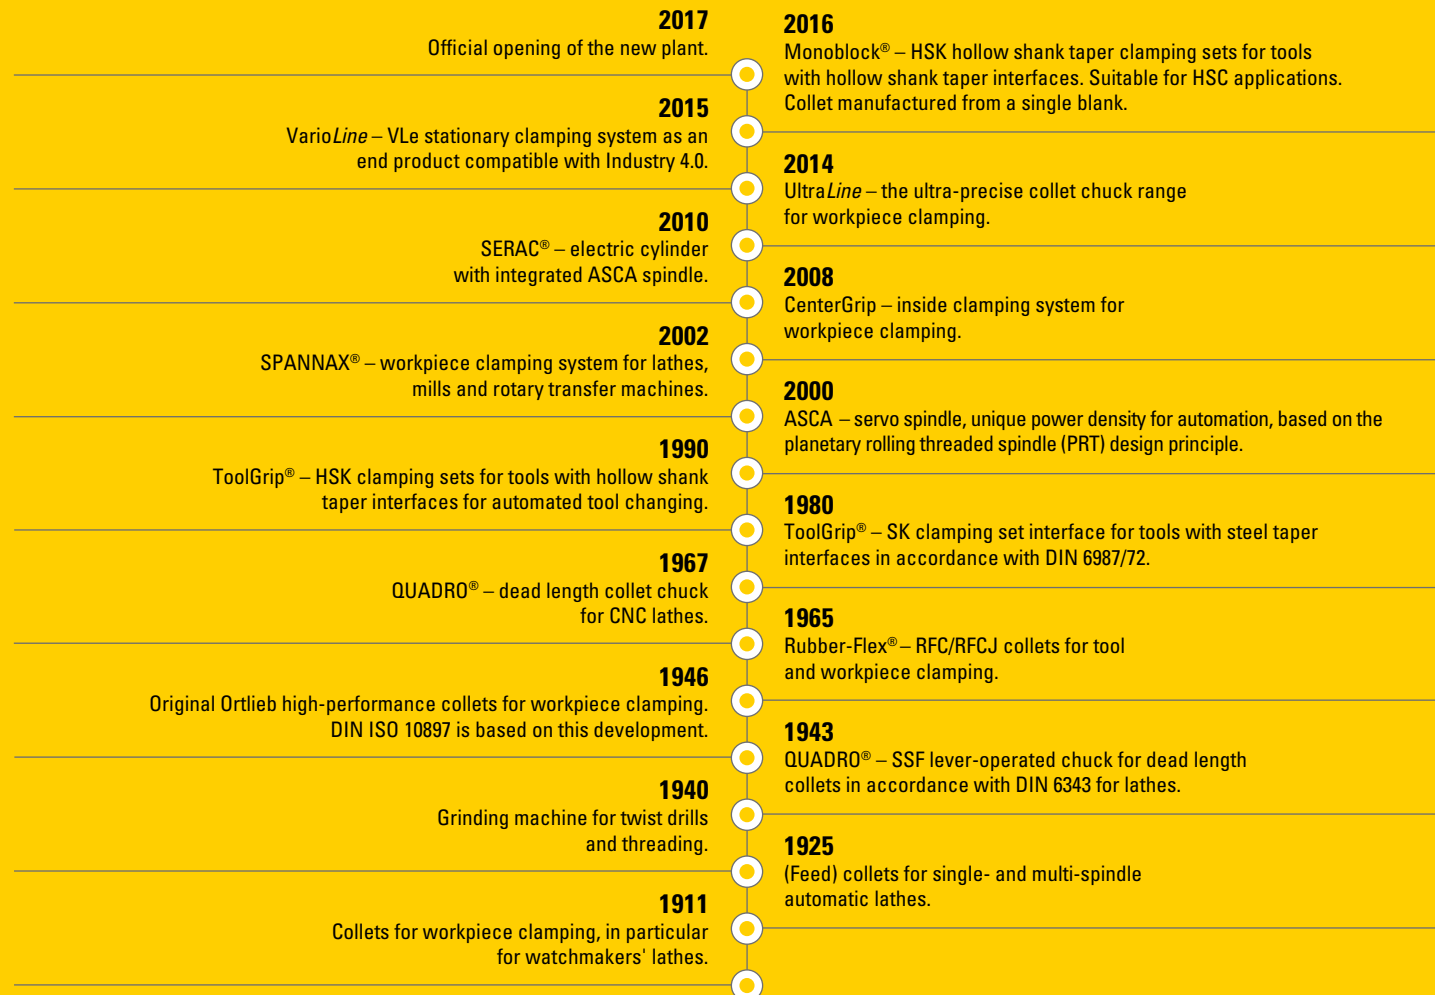 2017
Official opening of the new plant.
2016
Monoblock® – HSK hollow shank taper clamping sets for tools
with hollow shank taper interfaces. Suitable for HSC applications.
Collet manufactured from a single blank.
2015
VarioLine – VLe stationary clamping system as an
end product compatible with Industry 4.0.
2014
UltraLine – the ultra-precise collet chuck range
for workpiece clamping.
2010
SERAC® – electric cylinder
with integrated ASCA spindle.
2008
CenterGrip – inside clamping system for
workpiece clamping.
2002
SPANNAX® – workpiece clamping system for lathes,
mills and rotary transfer machines.
2000
ASCA – servo spindle, unique power density for automation, based on the
planetary rolling threaded spindle (PRT) design principle.
1990
ToolGrip® – HSK clamping sets for tools with hollow shank
taper interfaces for automated tool changing.
1980
ToolGrip® – SK clamping set interface for tools with steel taper
interfaces in accordance with DIN 6987/72.
1967
QUADRO® – dead length collet chuck
for CNC lathes.
1965
Rubber-Flex® – RFC/RFCJ collets for tool
and workpiece clamping.
1946
Original Ortlieb high-performance collets for workpiece clamping.
DIN ISO 10897 is based on this development.
1943
QUADRO® – SSF lever-operated chuck for dead length
collets in accordance with DIN 6343 for lathes.
1940
Grinding machine for twist drills
and threading.
1925
(Feed) collets for single- and multi-spindle
automatic lathes.
1911
Collets for workpiece clamping, in particular
for watchmakers' lathes.